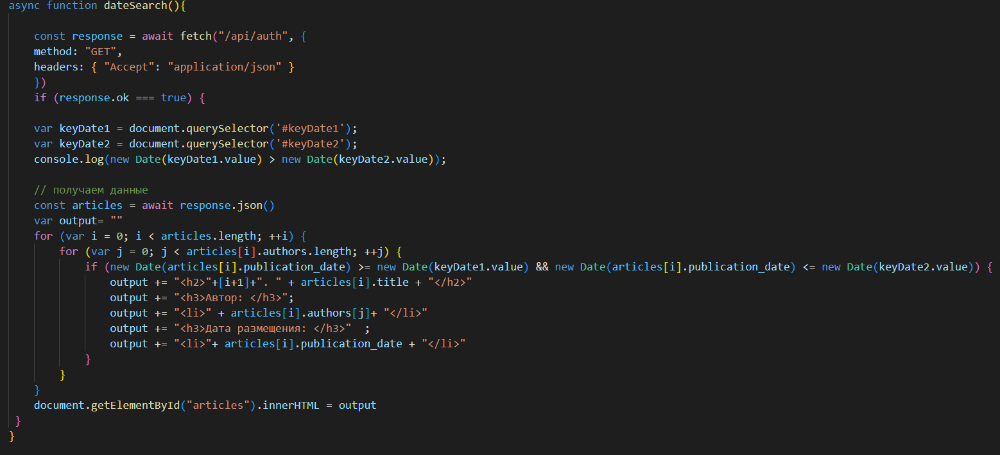 async function dateSearch(){
const response = await fetch("/api/auth", {
method: "GET",
headers: { "Accept": "application/json" }
})
if (response.ok === true) {
var keyDate1 = document.querySelector('#keyDate1');
var keyDate2 = document.querySelector('#keyDate2');
console.log(new Date(keyDate1.value) > new Date(keyDate2.value));
// получаем данные
const articles = await response.json()
var output= ""
for (var i = 0; i < articles.length; ++i) {
for (var j = 0; j < articles[i].authors.length; ++j) {
if (new Date(articles[i].publication_date) >= new Date(keyDate1.value) && new Date(articles[i].publication_date) <= new Date(keyDate2.value)) {
output += "<h2>"+[i+1]+". " + articles[i].title + "</h2>"
output += "<h3>Автор: </h3>";
output += "<li>" + articles[i].authors[j]+ "</li>"
output += "<h3>Дата размещения: </h3>"  ;
output += "<li>"+ articles[i].publication_date + "</li>"
}
}
}
document.getElementById("articles").innerHTML = output
}
}